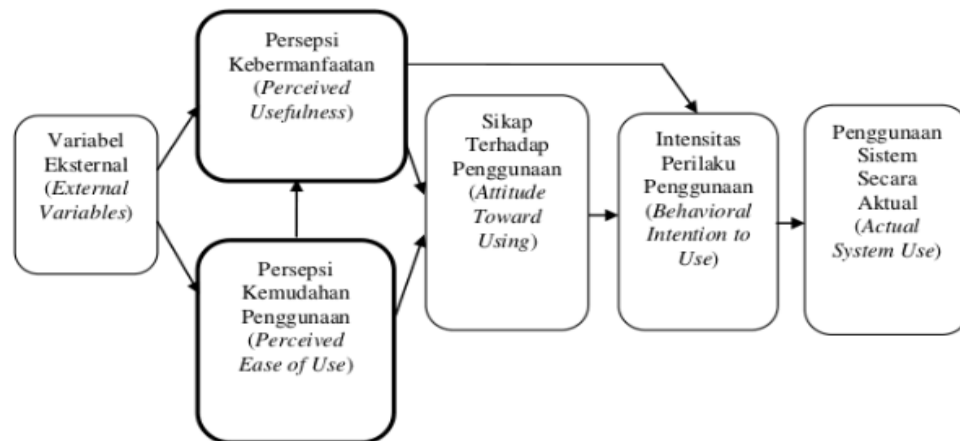 Variabel
Eksternal
(External
Variables)
Persepsi
Kebermanfaatan
(Perceived
Usefulness)
Persepsi
Kemudahan
Penggunaan
(Perceived
Ease of Use)
Sikap
Terhadap
Penggunaan
(Attitude
Toward
Using)
Intensitas
Perilaku
Penggunaan
(Behavioral
Intention to
Use)
Penggunaan
Sistem
Secara
Aktual
(Actual
System Use)